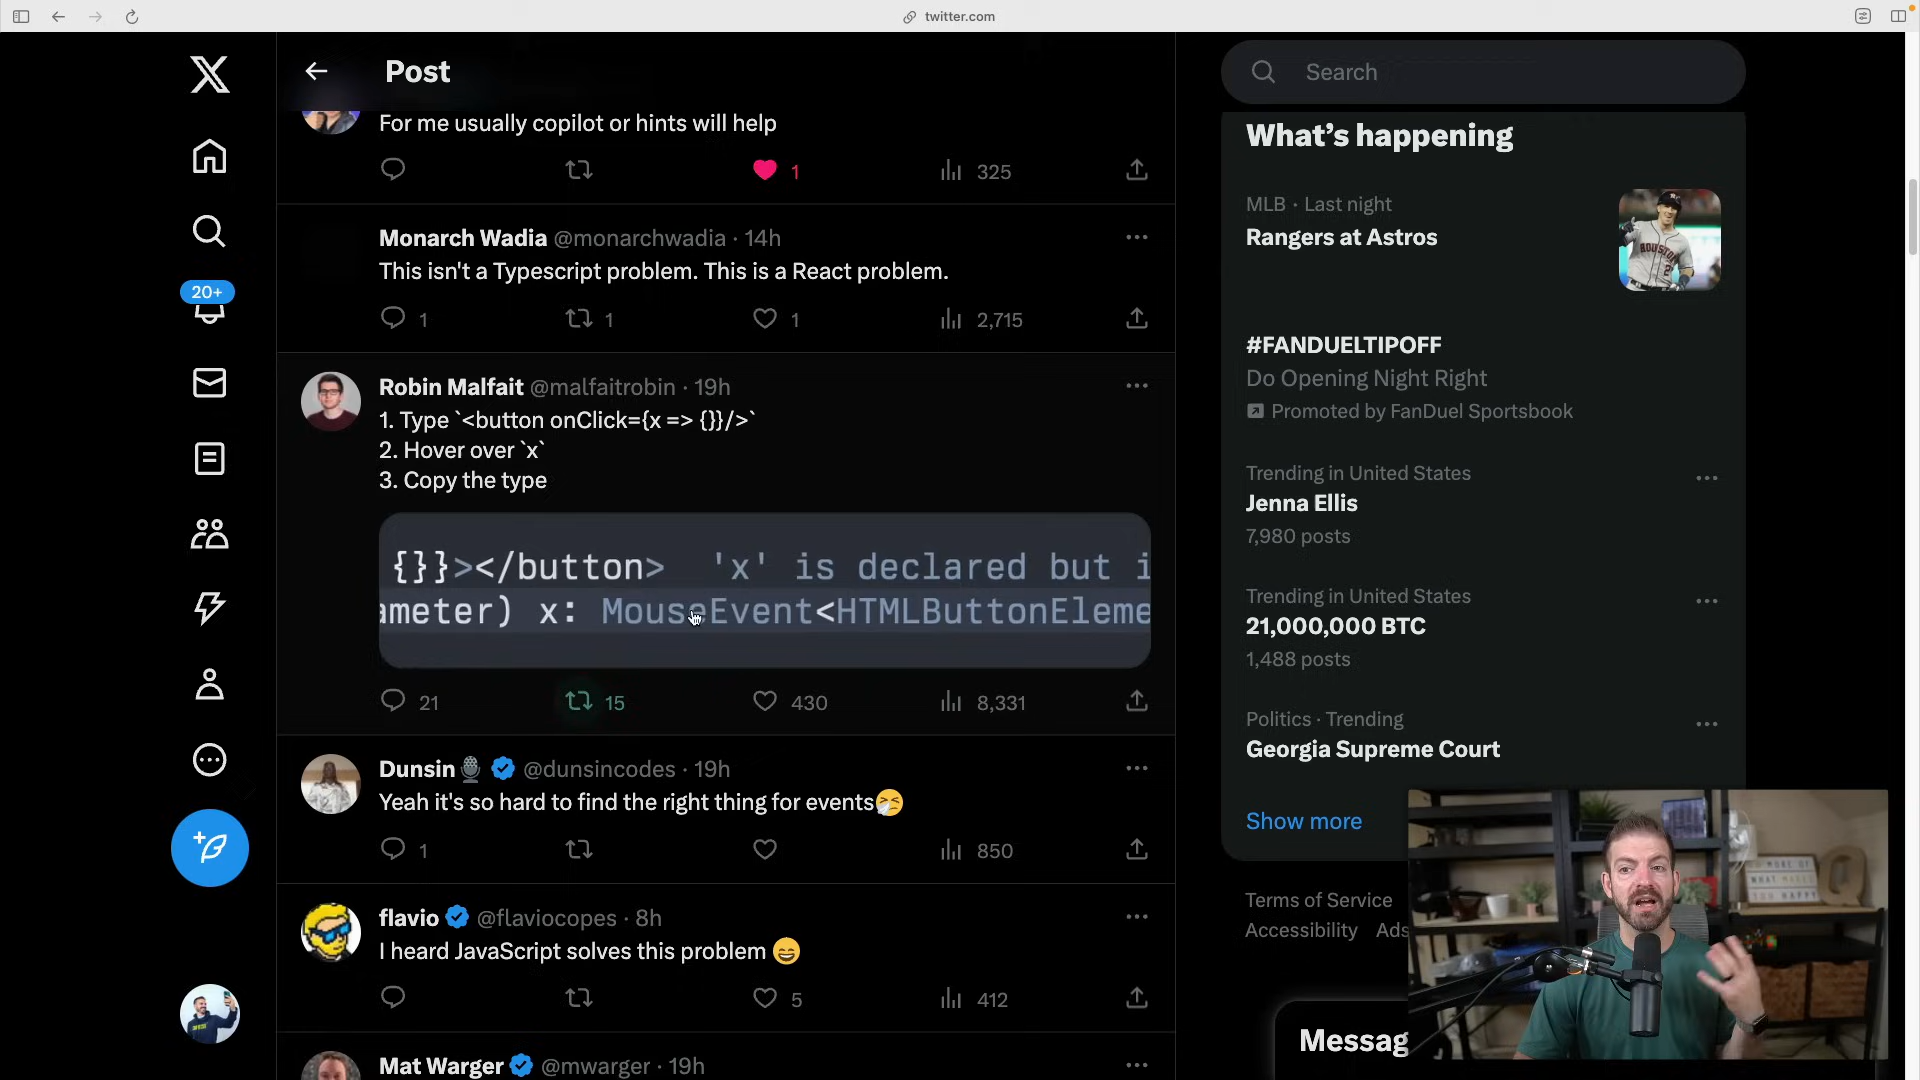 twitter.com
Post
Search
For me usually copilot or hints will help
1
325
Monarch Wadia @monarchwadia · 14h
This isn't a Typescript problem. This is a React problem.
1
1
1
2,715
20+
Robin Malfait @malfaitrobin · 19h
1. Type `<button onClick={x => {}}/>`
2. Hover over `x`
3. Copy the type
{}}></button> 'x' is declared but i
ameter) x: MouseEvent<HTMLButtonEleme
21
15
430
8,331
Dunsin @dunsincodes · 19h
Yeah it's so hard to find the right thing for events🤧
1
850
flavio @flaviocopes · 8h
I heard JavaScript solves this problem 😄
5
412
Mat Warger @mwarger · 19h
What's happening
MLB · Last night
Rangers at Astros
#FANDUELTIPOFF
Do Opening Night Right
Promoted by FanDuel Sportsbook
Trending in United States
Jenna Ellis
7,980 posts
Trending in United States
21,000,000 BTC
1,488 posts
Politics · Trending
Georgia Supreme Court
Show more
Terms of Service
Accessibility Ads
Messag
DO MORE OF
WHAT MAKES
YOU HAPPY